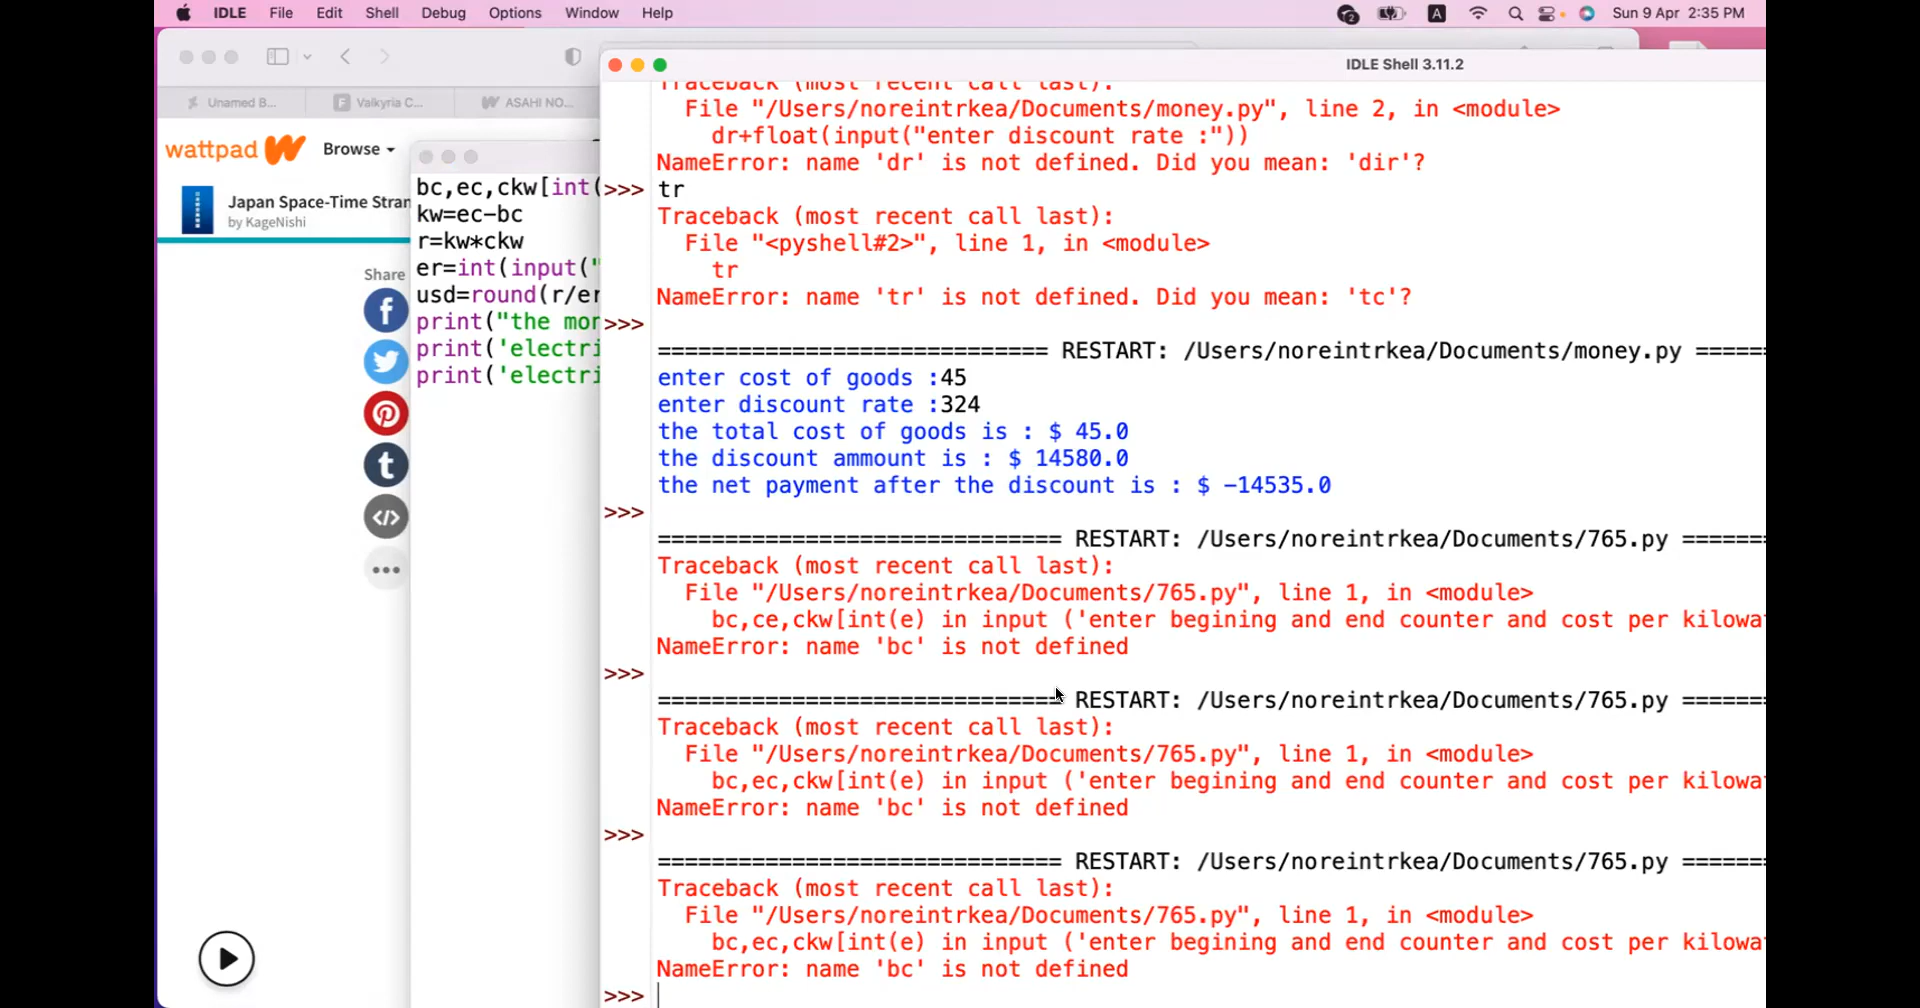 IDLE File Edit Shell Debug Options Window Help
2 A Sun 9 Apr 2:35 PM
Unamed B... Valkyria C... ASAHI NO...
wattpad Browse
Japan Space-Time Stran
by KageNishi
Share
bc,ec,ckw[int(
kw=ec-bc
r=kw*ckw
er=int(input("
usd=round(r/er
print("the mon
print('electri
print('electri
IDLE Shell 3.11.2
Traceback (most recent call last):
File "/Users/noreintrkea/Documents/money.py", line 2, in <module>
dr+float(input("enter discount rate :"))
NameError: name 'dr' is not defined. Did you mean: 'dir'?
>>> tr
Traceback (most recent call last):
File "<pyshell#2>", line 1, in <module>
tr
NameError: name 'tr' is not defined. Did you mean: 'tc'?
>>>
============================= RESTART: /Users/noreintrkea/Documents/money.py ======
enter cost of goods :45
enter discount rate :324
the total cost of goods is : $ 45.0
the discount ammount is : $ 14580.0
the net payment after the discount is : $ -14535.0
>>>
============================== RESTART: /Users/noreintrkea/Documents/765.py =======
Traceback (most recent call last):
File "/Users/noreintrkea/Documents/765.py", line 1, in <module>
bc,ce,ckw[int(e) in input ('enter begining and end counter and cost per kilowa
NameError: name 'bc' is not defined
>>>
============================== RESTART: /Users/noreintrkea/Documents/765.py =======
Traceback (most recent call last):
File "/Users/noreintrkea/Documents/765.py", line 1, in <module>
bc,ec,ckw[int(e) in input ('enter begining and end counter and cost per kilowa
NameError: name 'bc' is not defined
>>>
============================== RESTART: /Users/noreintrkea/Documents/765.py =======
Traceback (most recent call last):
File "/Users/noreintrkea/Documents/765.py", line 1, in <module>
bc,ec,ckw[int(e) in input ('enter begining and end counter and cost per kilowa
NameError: name 'bc' is not defined
>>>